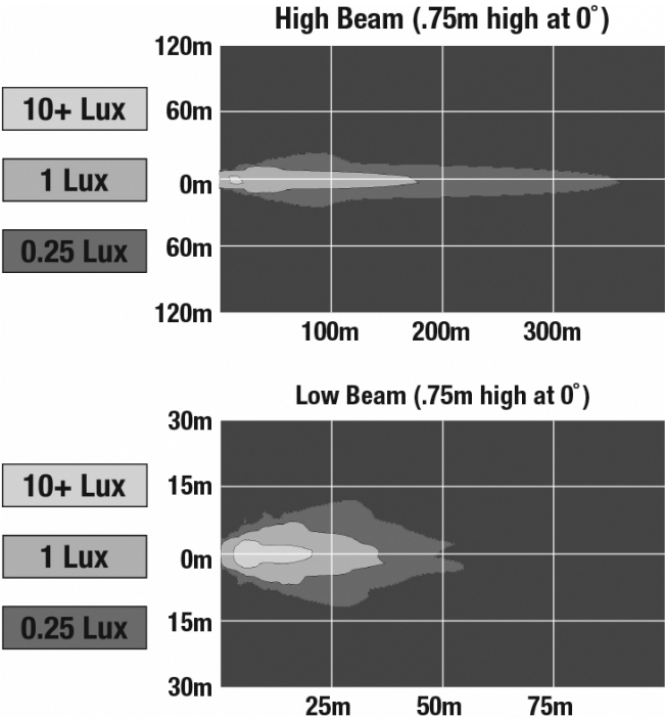 High Beam (.75m high at 0°)
120m
10+ Lux
60m
1 Lux
0m
0.25 Lux
60m
120m
100m 200m 300m
Low Beam (.75m high at 0°)
30m
10+ Lux
15m
1 Lux
0m
0.25 Lux
15m
30m
25m 50m 75m